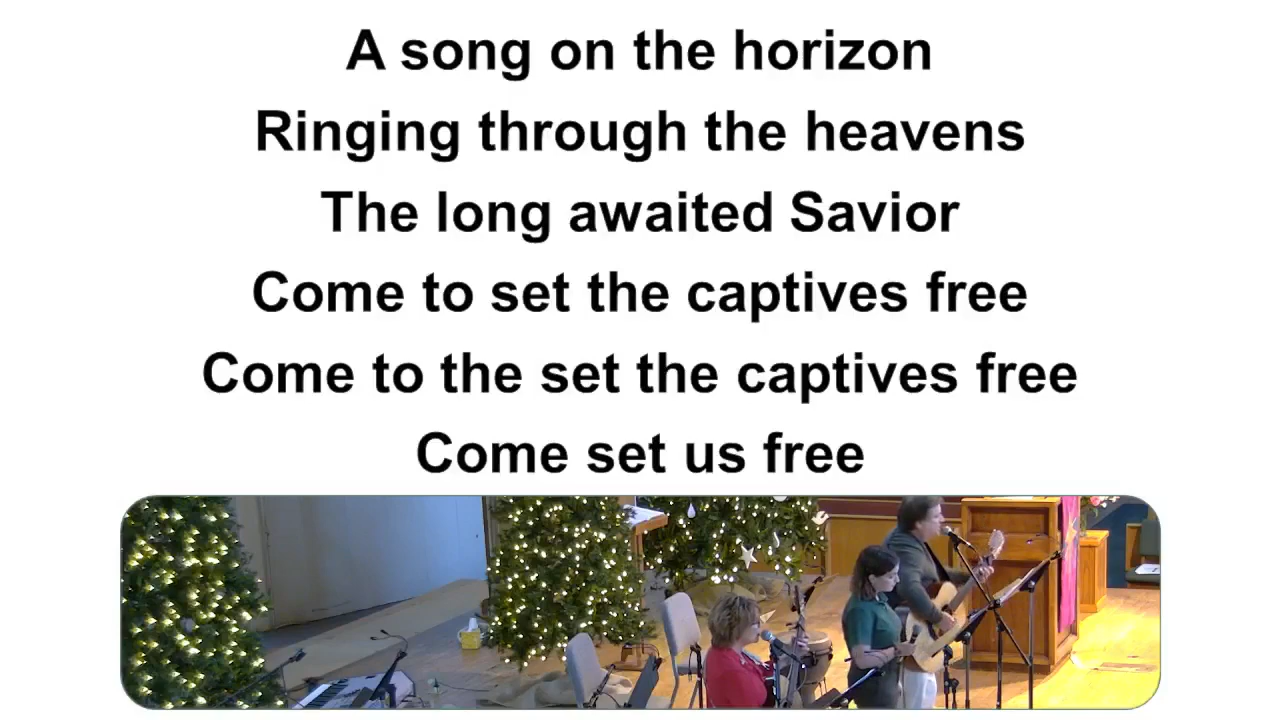 A song on the horizon
Ringing through the heavens
The long awaited Savior
Come to set the captives free
Come to the set the captives free
Come set us free